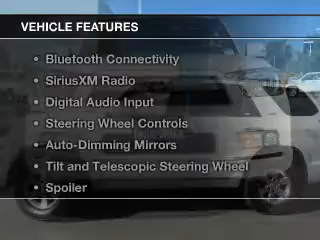 VEHICLE FEATURES
• Bluetooth Connectivity
• SiriusXM Radio
• Digital Audio Input
• Steering Wheel Controls
• Auto-Dimming Mirrors
• Tilt and Telescopic Steering Wheel
• Spoiler